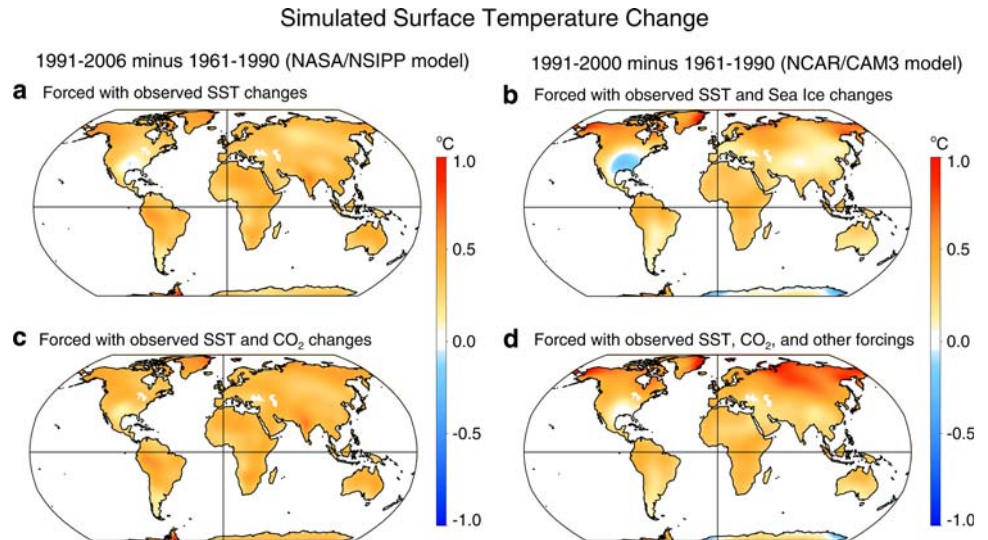 Simulated Surface Temperature Change
1991-2006 minus 1961-1990 (NASA/NSIPP model)
1991-2000 minus 1961-1990 (NCAR/CAM3 model)
a Forced with observed SST changes
b Forced with observed SST and Sea Ice changes
°C
1.0
0.5
0.0
-0.5
-1.0
°C
1.0
0.5
0.0
-0.5
-1.0
c Forced with observed SST and CO₂ changes
d Forced with observed SST, CO₂, and other forcings